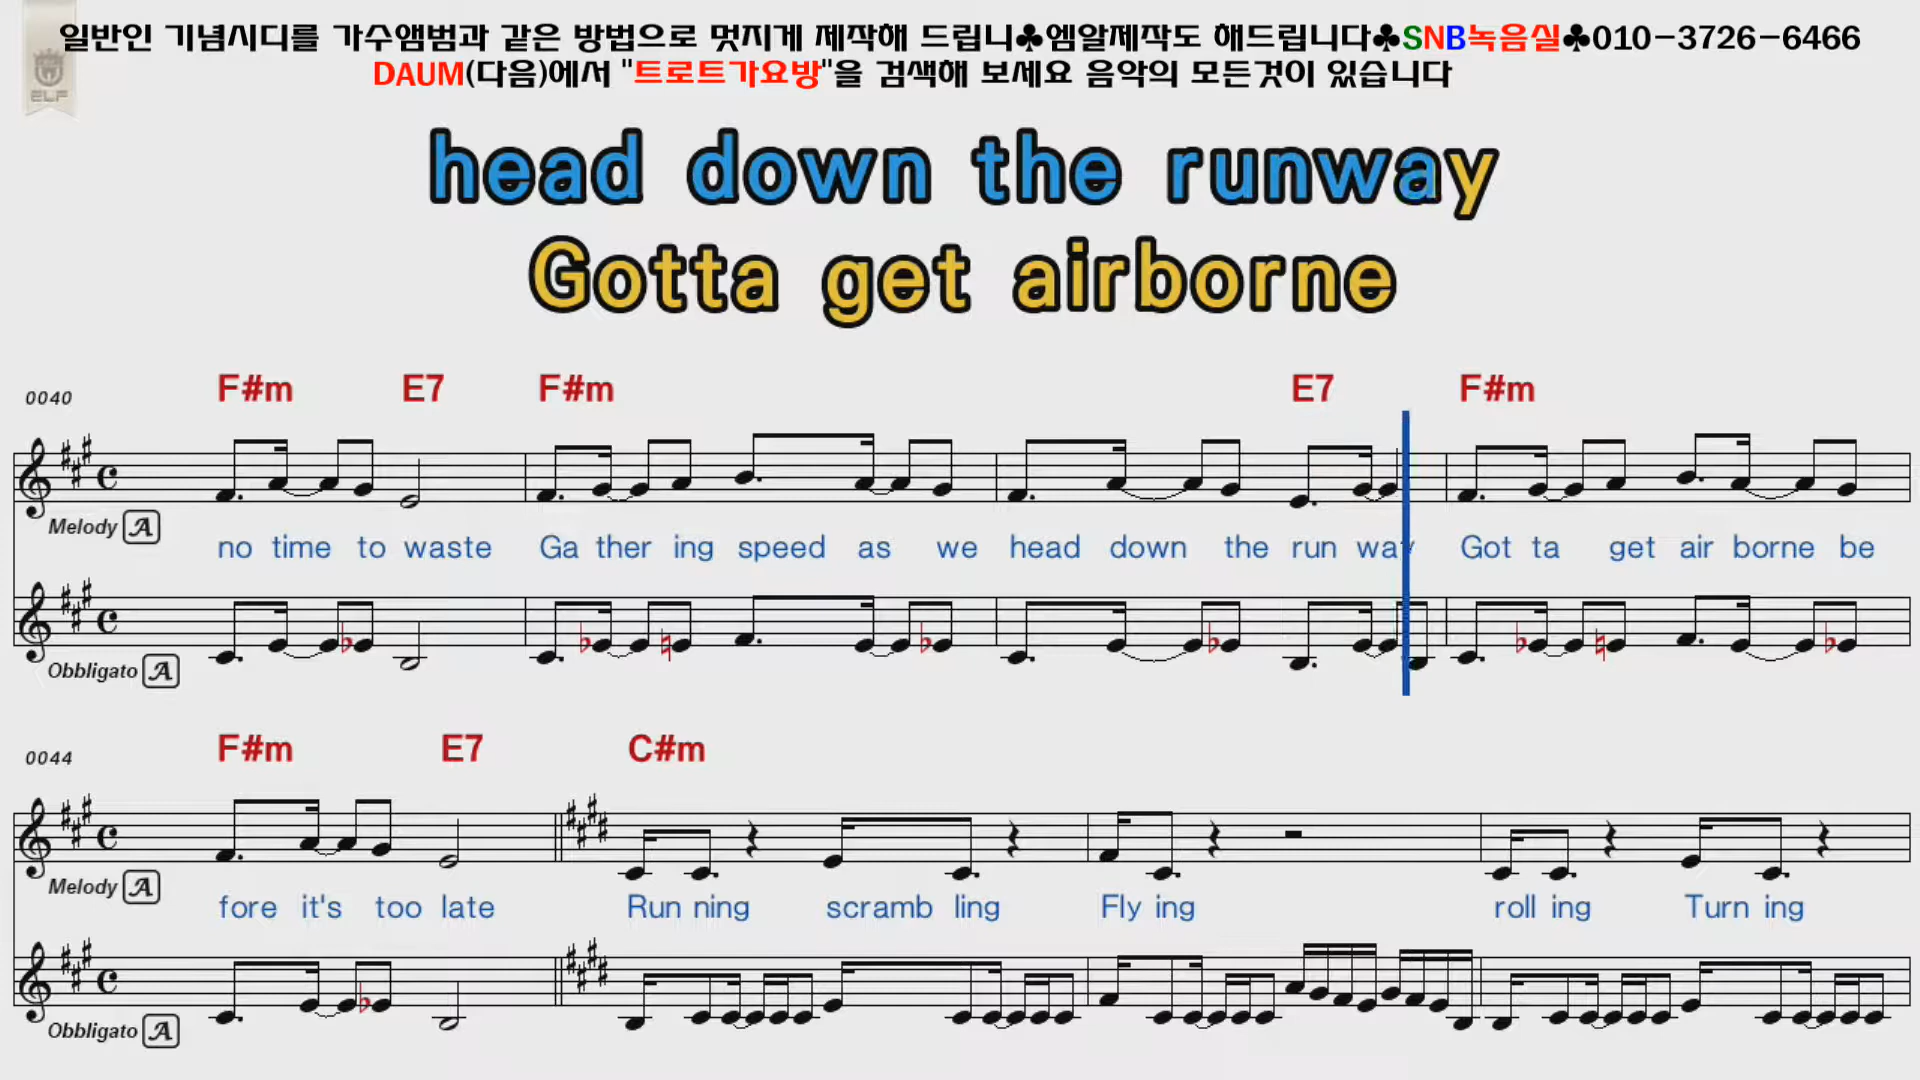 일반인 기념시디를 가수앨범과 같은 방법으로 멋지게 제작해 드립니♣엠알제작도 해드립니다♣SNB녹음실♣010-3726-6466
DAUM(다음)에서 "트로트가요방"을 검색해 보세요 음악의 모든것이 있습니다
ELF
head down the runway
Gotta get airborne
0040 F#m E7 F#m E7 F#m
Melody A
no time to waste Ga ther ing speed as we head down the run way Got ta get air borne be
Obbligato A
0044 F#m E7 C#m
Melody A
fore it's too late Run ning scramb ling Fly ing roll ing Turn ing
Obbligato A